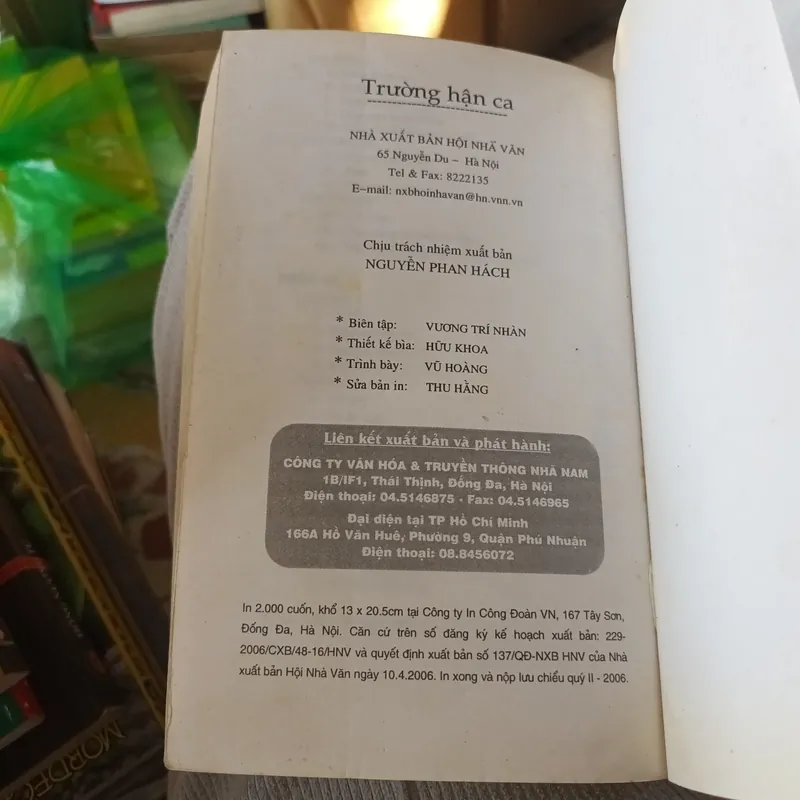 Trường hận ca
NHÀ XUẤT BẢN HỘI NHÀ VĂN
65 Nguyễn Du – Hà Nội
Tel & Fax: 8222135
E–mail: nxbhoinhavan@hn.vnn.vn
Chịu trách nhiệm xuất bản
NGUYỄN PHAN HÁCH
* Biên tập: VƯƠNG TRÍ NHÀN
* Thiết kế bìa: HỮU KHOA
* Trình bày: VŨ HOÀNG
* Sửa bản in: THU HẰNG
Liên kết xuất bản và phát hành:
CÔNG TY VĂN HÓA & TRUYỀN THÔNG NHÃ NAM
1B/IF1, Thái Thịnh, Đống Đa, Hà Nội
Điện thoại: 04.5146875 - Fax: 04.5146965
Đại diện tại TP Hồ Chí Minh
166A Hồ Văn Huê, Phường 9, Quận Phú Nhuận
Điện thoại: 08.8456072
In 2.000 cuốn, khổ 13 x 20.5cm tại Công ty In Công Đoàn VN, 167 Tây Sơn,
Đống Đa, Hà Nội. Căn cứ trên số đăng ký kế hoạch xuất bản: 229-
2006/CXB/48-16/HNV và quyết định xuất bản số 137/QĐ-NXB HNV của Nhà
xuất bản Hội Nhà Văn ngày 10.4.2006. In xong và nộp lưu chiểu quý II - 2006.